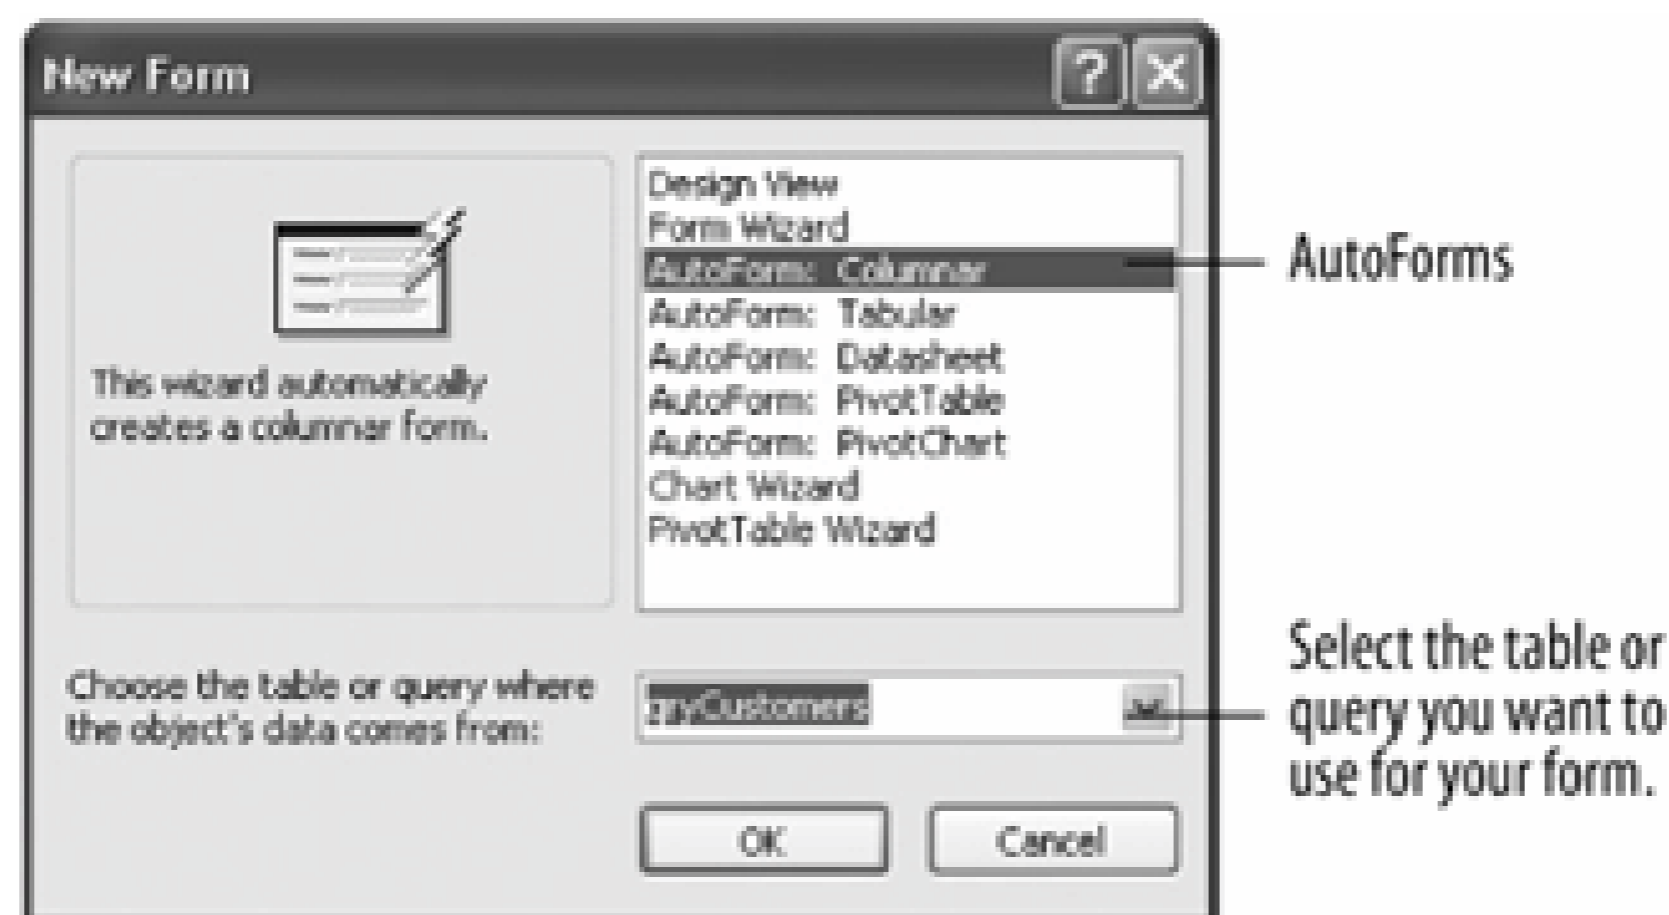 New Form
Design View
Form Wizard
AutoForm: Columnar
AutoForm: Tabular
AutoForm: Datasheet
AutoForm: PivotTable
AutoForm: PivotChart
Chart Wizard
PivotTable Wizard
This wizard automatically
creates a columnar form.
AutoForms
Choose the table or query where
the object's data comes from:
qryCustomers
Select the table or
query you want to
use for your form.
OK
Cancel